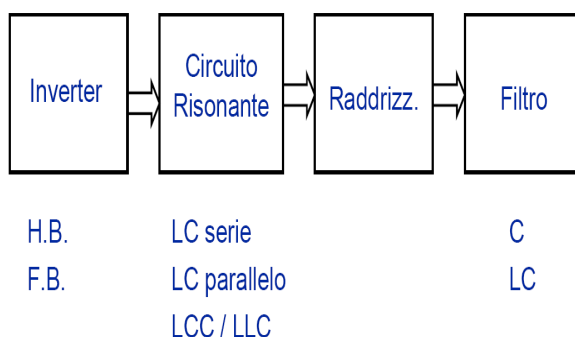 Inverter
Circuito
Risonante
Raddrizz.
Filtro
H.B.
LC serie
C
F.B.
LC parallelo
LC
LCC / LLC